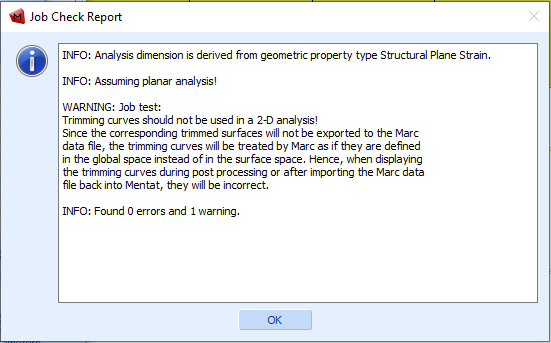 Job Check Report
INFO: Analysis dimension is derived from geometric property type Structural Plane Strain.
INFO: Assuming planar analysis!
WARNING: Job test:
Trimming curves should not be used in a 2-D analysis!
Since the corresponding trimmed surfaces will not be exported to the Marc
data file, the trimming curves will be treated by Marc as if they are defined
in the global space instead of in the surface space. Hence, when displaying
the trimming curves during post processing or after importing the Marc data
file back into Mentat, they will be incorrect.
INFO: Found 0 errors and 1 warning.
OK